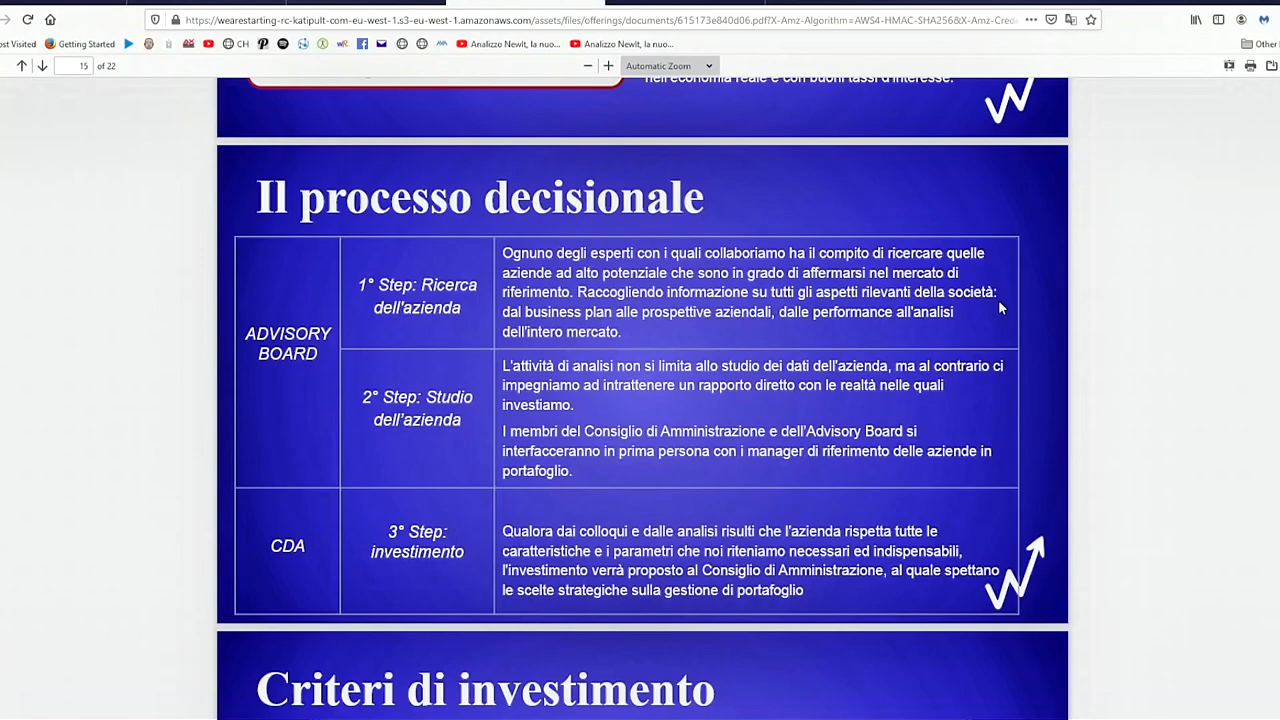 https://wearestarting-rc-katipult-com-eu-west-1.s3-eu-west-1.amazonaws.com/assets/files/offerings/documents/615173e840d06.pdf?X-Amz-Algorithm=AWS4-HMAC-SHA256&X-Amz-Cred
ost Visited
Getting Started
CH
Analizzo NewIt, la nuo...
Analizzo NewIt, la nuo...
Other
15 of 22
Automatic Zoom
nell'economia reale e con buoni tassi d'interesse.
Il processo decisionale
ADVISORY
BOARD
1° Step: Ricerca
dell'azienda
Ognuno degli esperti con i quali collaboriamo ha il compito di ricercare quelle
aziende ad alto potenziale che sono in grado di affermarsi nel mercato di
riferimento. Raccogliendo informazione su tutti gli aspetti rilevanti della società:
dal business plan alle prospettive aziendali, dalle performance all'analisi
dell'intero mercato.
2° Step: Studio
dell'azienda
L'attività di analisi non si limita allo studio dei dati dell'azienda, ma al contrario ci
impegniamo ad intrattenere un rapporto diretto con le realtà nelle quali
investiamo.
I membri del Consiglio di Amministrazione e dell'Advisory Board si
interfacceranno in prima persona con i manager di riferimento delle aziende in
portafoglio.
CDA
3° Step:
investimento
Qualora dai colloqui e dalle analisi risulti che l'azienda rispetta tutte le
caratteristiche e i parametri che noi riteniamo necessari ed indispensabili,
l'investimento verrà proposto al Consiglio di Amministrazione, al quale spettano
le scelte strategiche sulla gestione di portafoglio
Criteri di investimento